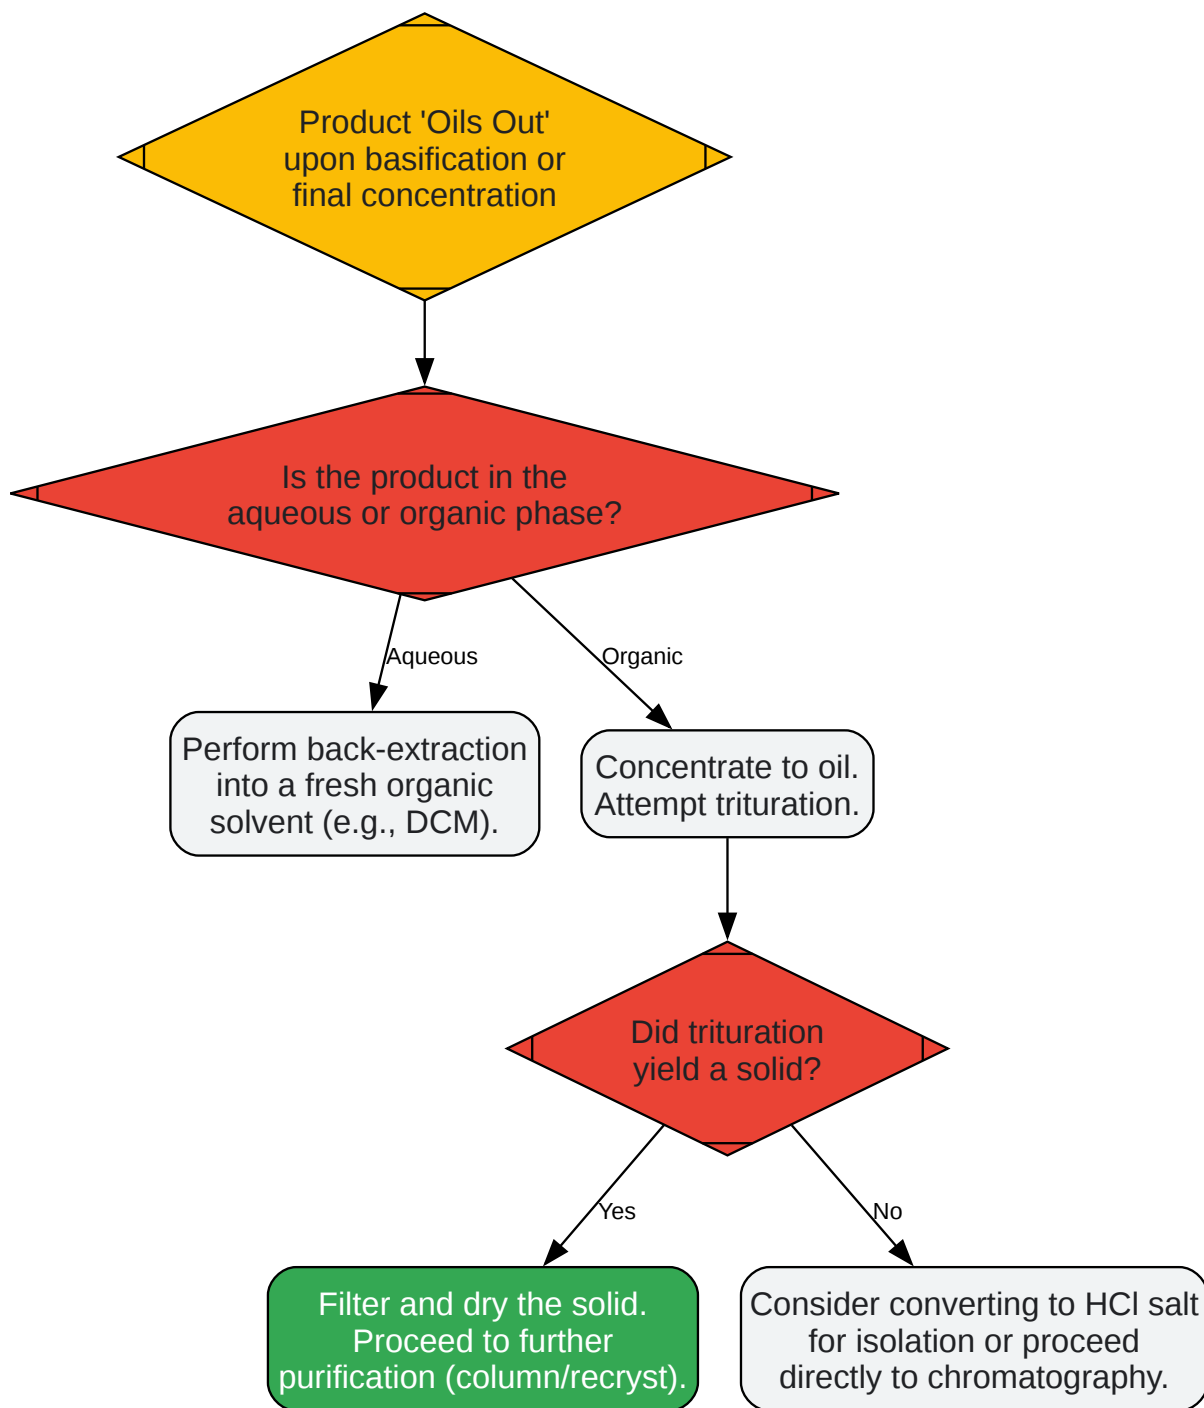 Product 'Oils Out'
upon basification or
final concentration
Is the product in the
aqueous or organic phase?
Aqueous
Organic
Perform back-extraction
into a fresh organic
solvent (e.g., DCM).
Concentrate to oil.
Attempt trituration.
Did trituration
yield a solid?
Yes
No
Filter and dry the solid.
Proceed to further
purification (column/recryst).
Consider converting to HCl salt
for isolation or proceed
directly to chromatography.